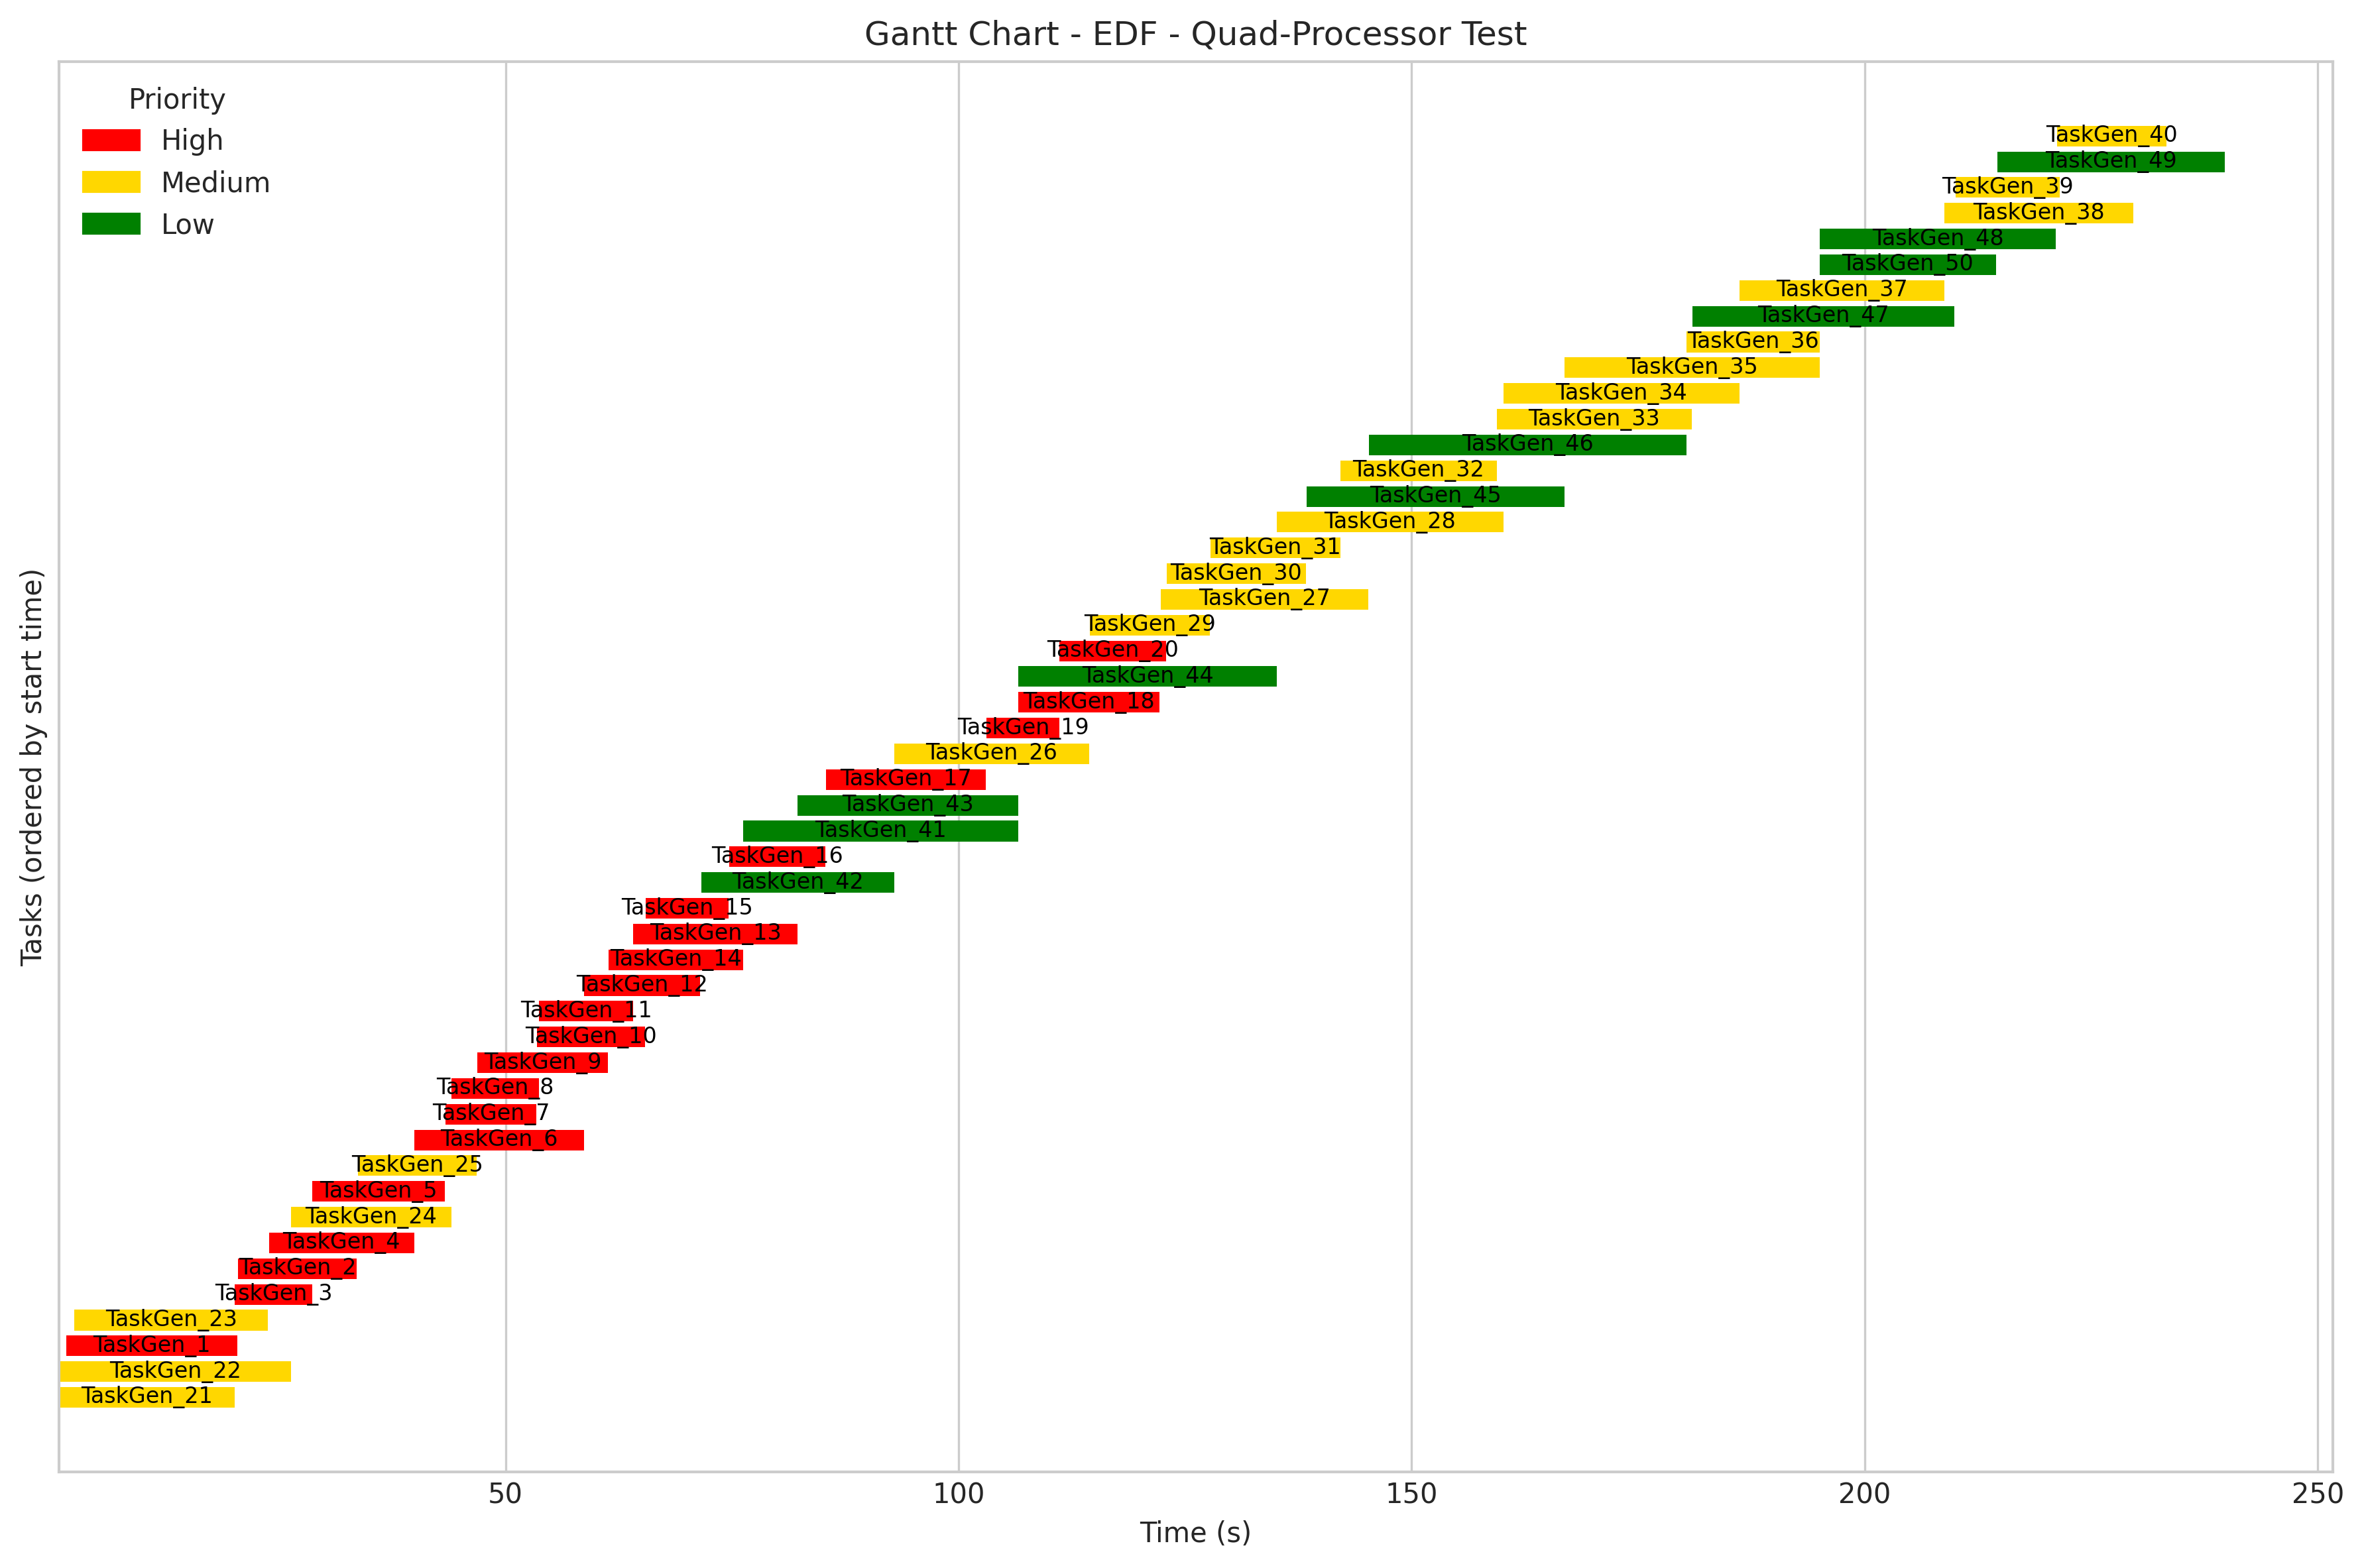 Gantt Chart - EDF - Quad-Processor Test
Priority
High
Medium
Low
TaskGen_40
TaskGen_49
TaskGen_39
TaskGen_38
TaskGen_48
TaskGen_50
TaskGen_37
TaskGen_47
TaskGen_36
TaskGen_35
TaskGen_34
TaskGen_33
TaskGen_46
TaskGen_32
TaskGen_45
TaskGen_28
TaskGen_31
TaskGen_30
TaskGen_27
TaskGen_29
TaskGen_20
TaskGen_44
TaskGen_18
TaskGen_19
TaskGen_26
TaskGen_17
TaskGen_43
TaskGen_41
TaskGen_16
TaskGen_42
TaskGen_15
TaskGen_13
TaskGen_14
TaskGen_12
TaskGen_11
TaskGen_10
TaskGen_9
TaskGen_8
TaskGen_7
TaskGen_6
TaskGen_25
TaskGen_5
TaskGen_24
TaskGen_4
TaskGen_2
TaskGen_3
TaskGen_23
TaskGen_1
TaskGen_22
TaskGen_21
Tasks (ordered by start time)
50 100 150 200 250
Time (s)